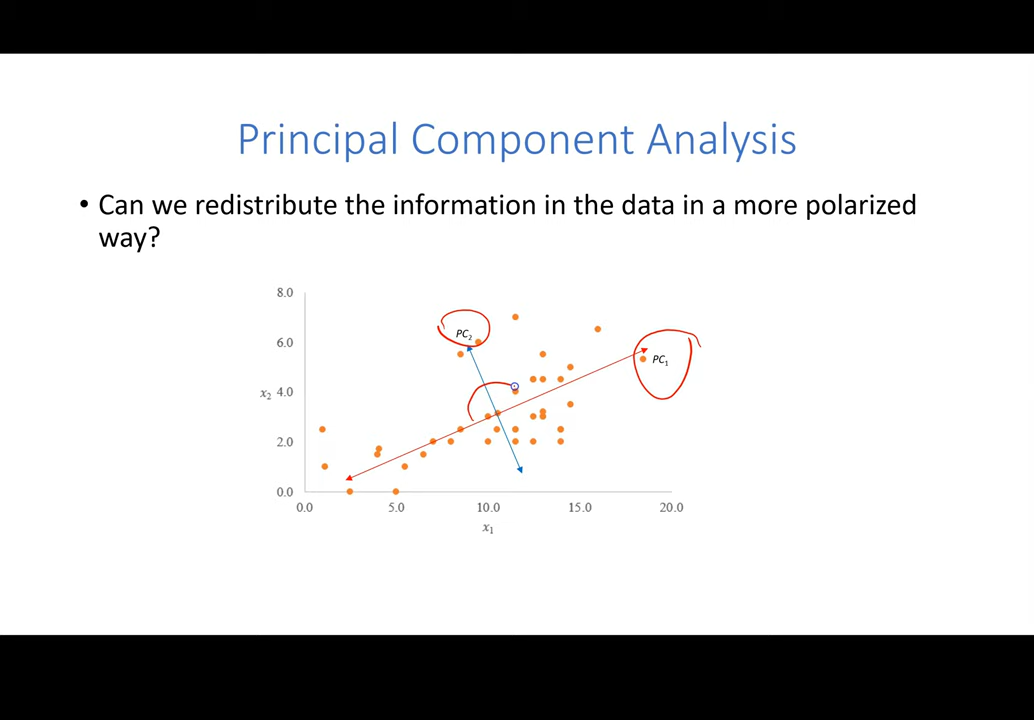 Principal Component Analysis
• Can we redistribute the information in the data in a more polarized
way?
8.0
6.0
x₂ 4.0
2.0
0.0
PC₂
PC₁
0.0 5.0 10.0 15.0 20.0
x₁